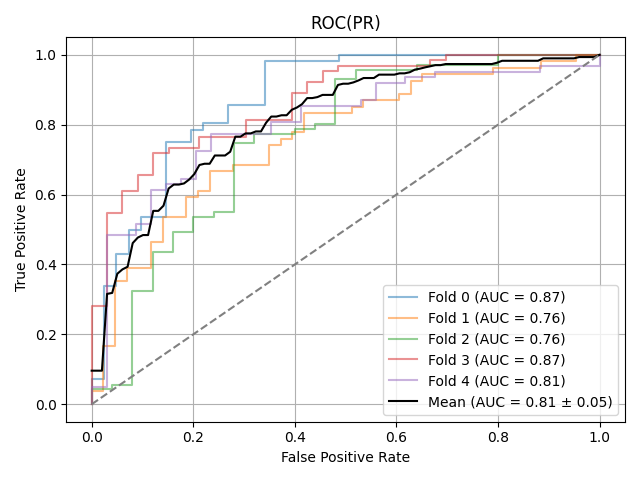 ROC(PR)
True Positive Rate
1.0
0.8
0.6
0.4
0.2
0.0
Fold 0 (AUC = 0.87)
Fold 1 (AUC = 0.76)
Fold 2 (AUC = 0.76)
Fold 3 (AUC = 0.87)
Fold 4 (AUC = 0.81)
Mean (AUC = 0.81 ± 0.05)
0.0 0.2 0.4 0.6 0.8 1.0
False Positive Rate